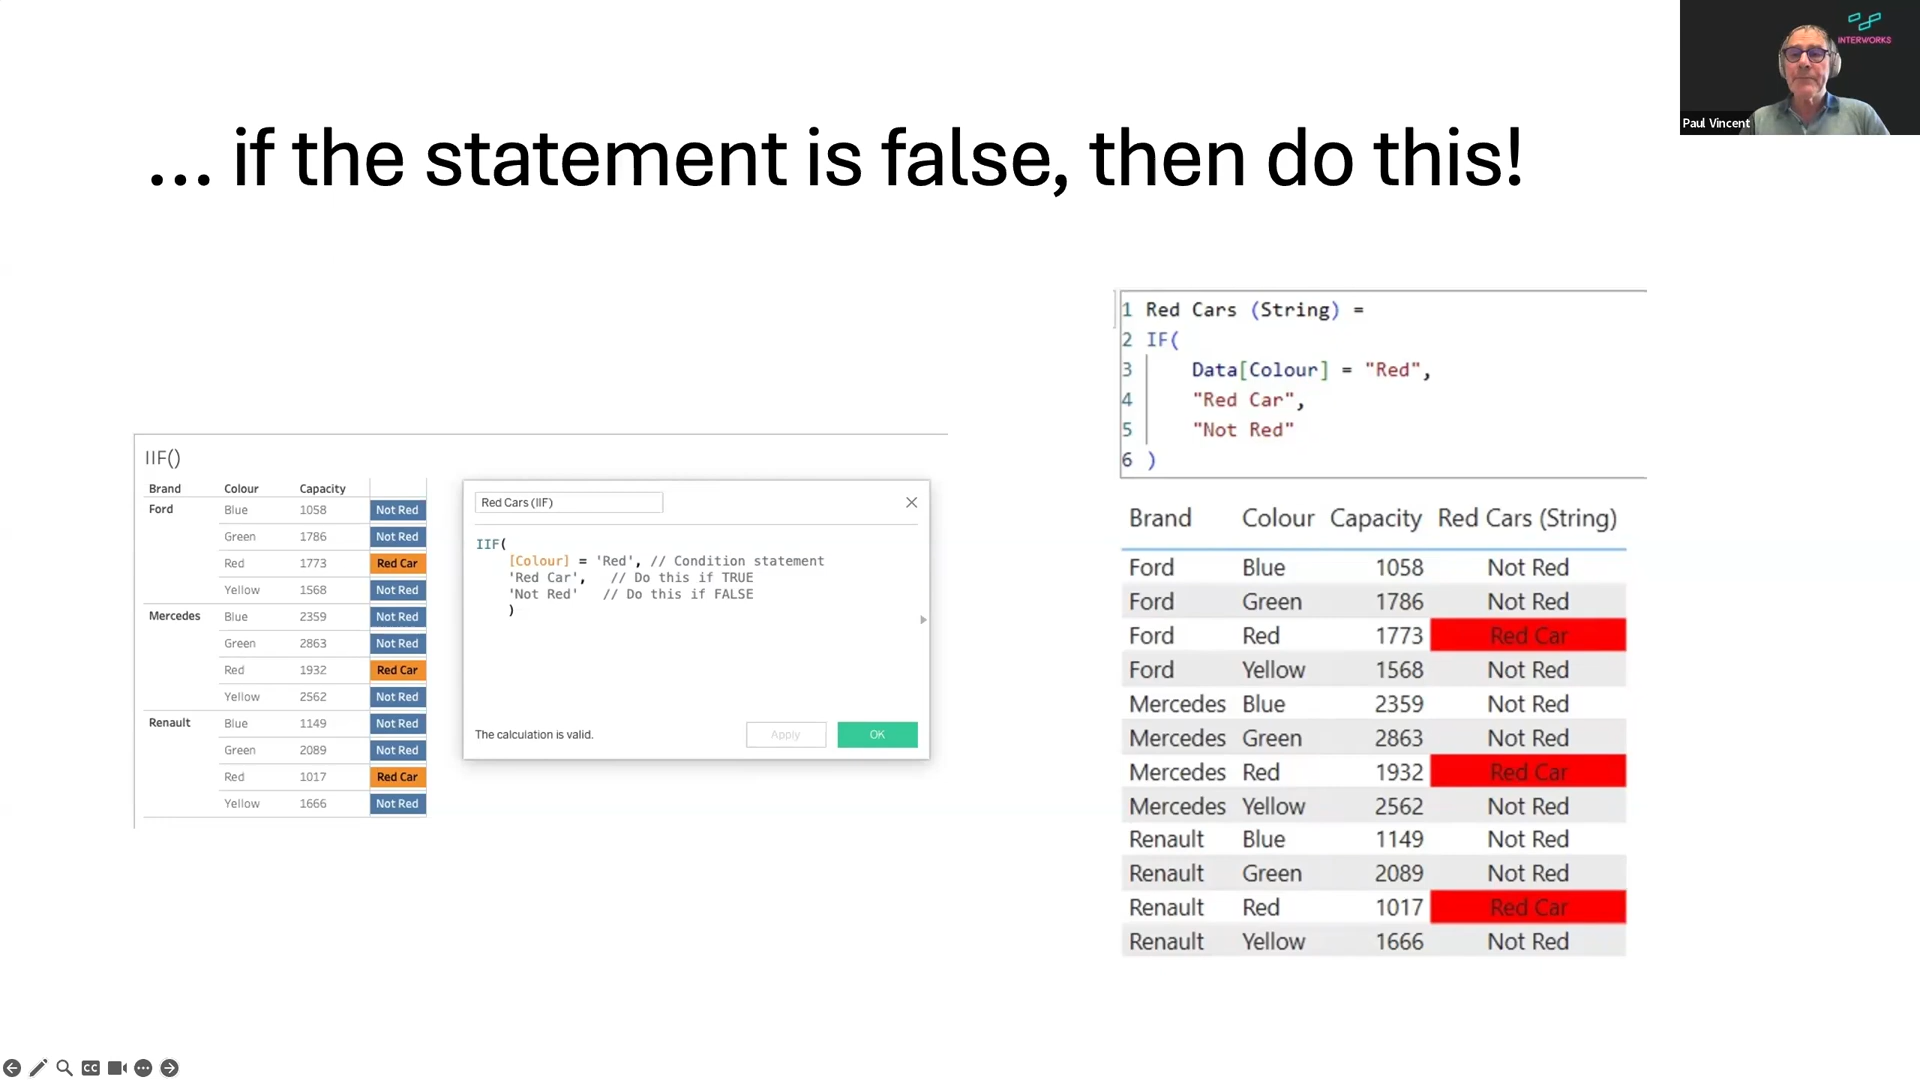 ... if the statement is false, then do this!
INTERWORKS
Paul Vincent
IIF()
Brand Colour Capacity
Ford Blue 1058 Not Red
Green 1786 Not Red
Red 1773 Red Car
Yellow 1568 Not Red
Mercedes Blue 2359 Not Red
Green 2863 Not Red
Red 1932 Red Car
Yellow 2562 Not Red
Renault Blue 1149 Not Red
Green 2089 Not Red
Red 1017 Red Car
Yellow 1666 Not Red
Red Cars (IIF)
IIF(
[Colour] = 'Red', // Condition statement
'Red Car', // Do this if TRUE
'Not Red' // Do this if FALSE
)
The calculation is valid.
Apply OK
1 Red Cars (String) =
2 IF(
3 Data[Colour] = "Red",
4 "Red Car",
5 "Not Red"
6 )
Brand Colour Capacity Red Cars (String)
Ford Blue 1058 Not Red
Ford Green 1786 Not Red
Ford Red 1773 Red Car
Ford Yellow 1568 Not Red
Mercedes Blue 2359 Not Red
Mercedes Green 2863 Not Red
Mercedes Red 1932 Red Car
Mercedes Yellow 2562 Not Red
Renault Blue 1149 Not Red
Renault Green 2089 Not Red
Renault Red 1017 Red Car
Renault Yellow 1666 Not Red
CC